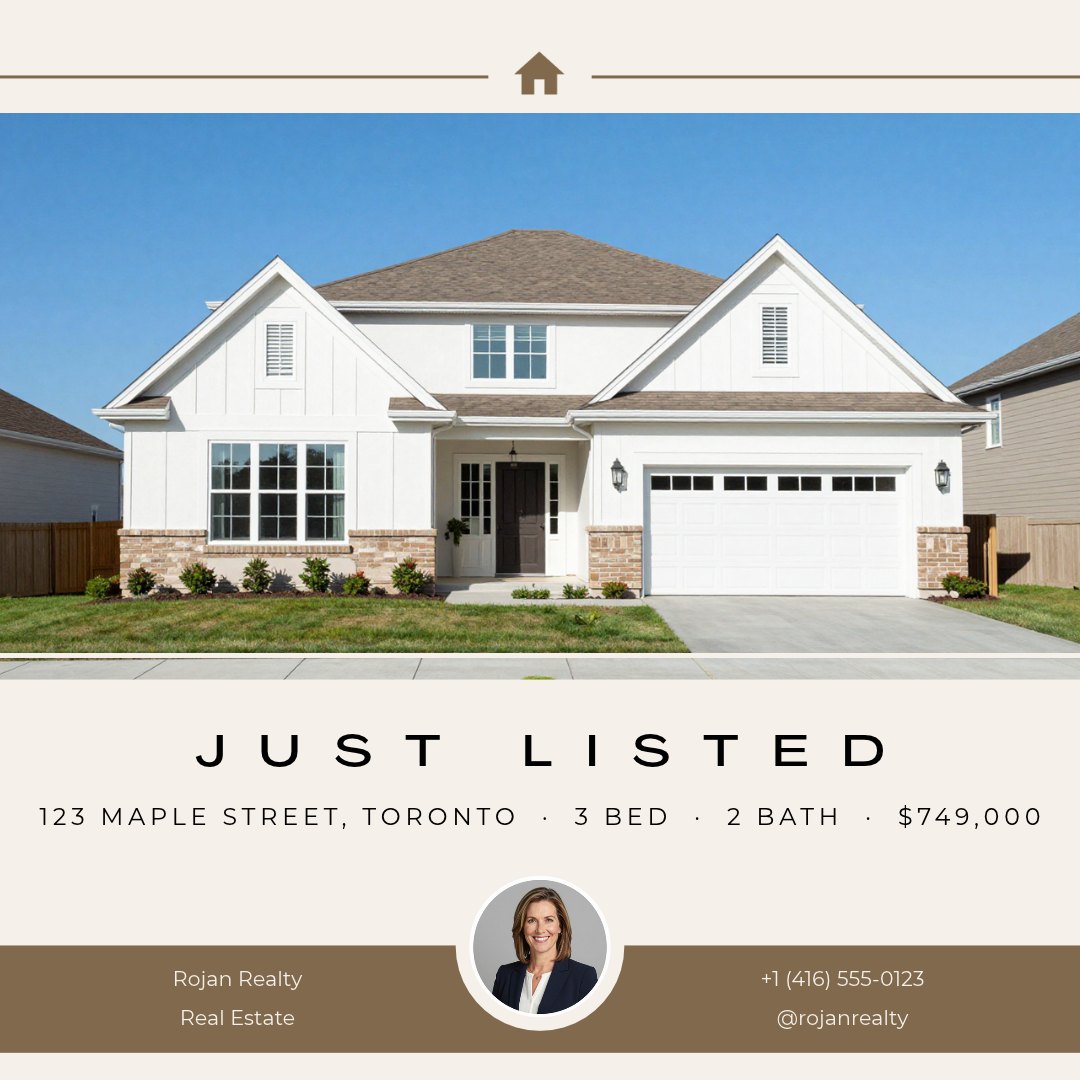 JUST LISTED
123 MAPLE STREET, TORONTO · 3 BED · 2 BATH · $749,000
Rojan Realty
Real Estate
+1 (416) 555-0123
@rojanrealty